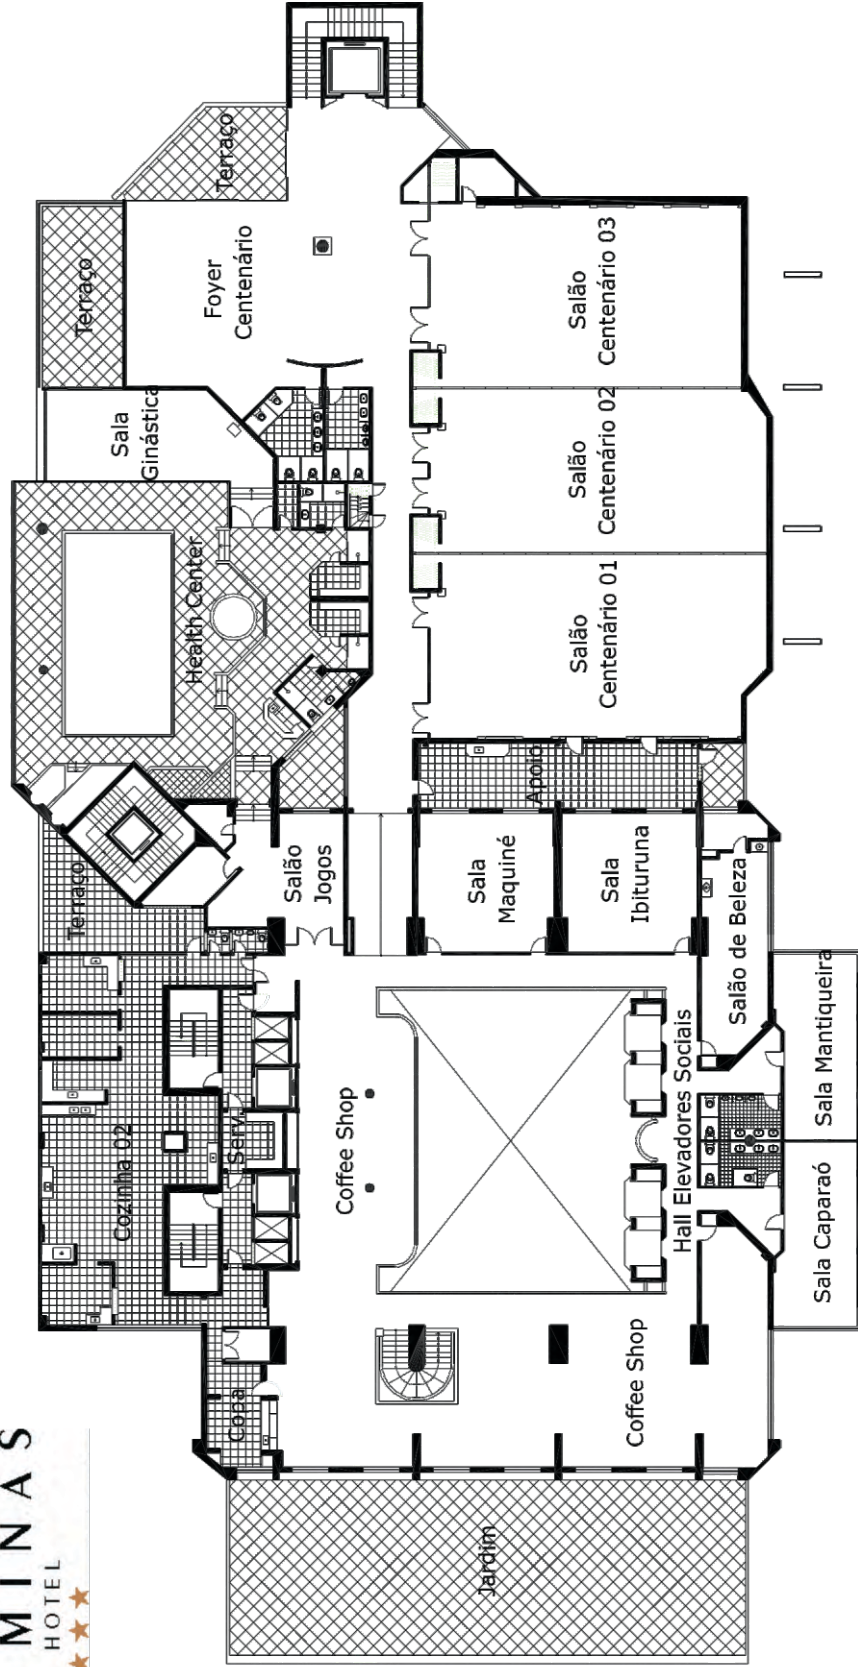 MINAS
HOTEL
Terraço
Terraço
Foyer
Centenário
Sala
Ginástica
Health Center
Terraço
Salão
Jogos
Salão
Centenário 03
Salão
Centenário 02
Salão
Centenário 01
Apoio
Sala
Maquiné
Sala
Ibituruna
Salão de Beleza
Sala Mantiqueira
Sala Caparaó
Hall Elevadores Sociais
Coffee Shop
Cozinha 02
Serv.
Copa
Coffee Shop
Jardim